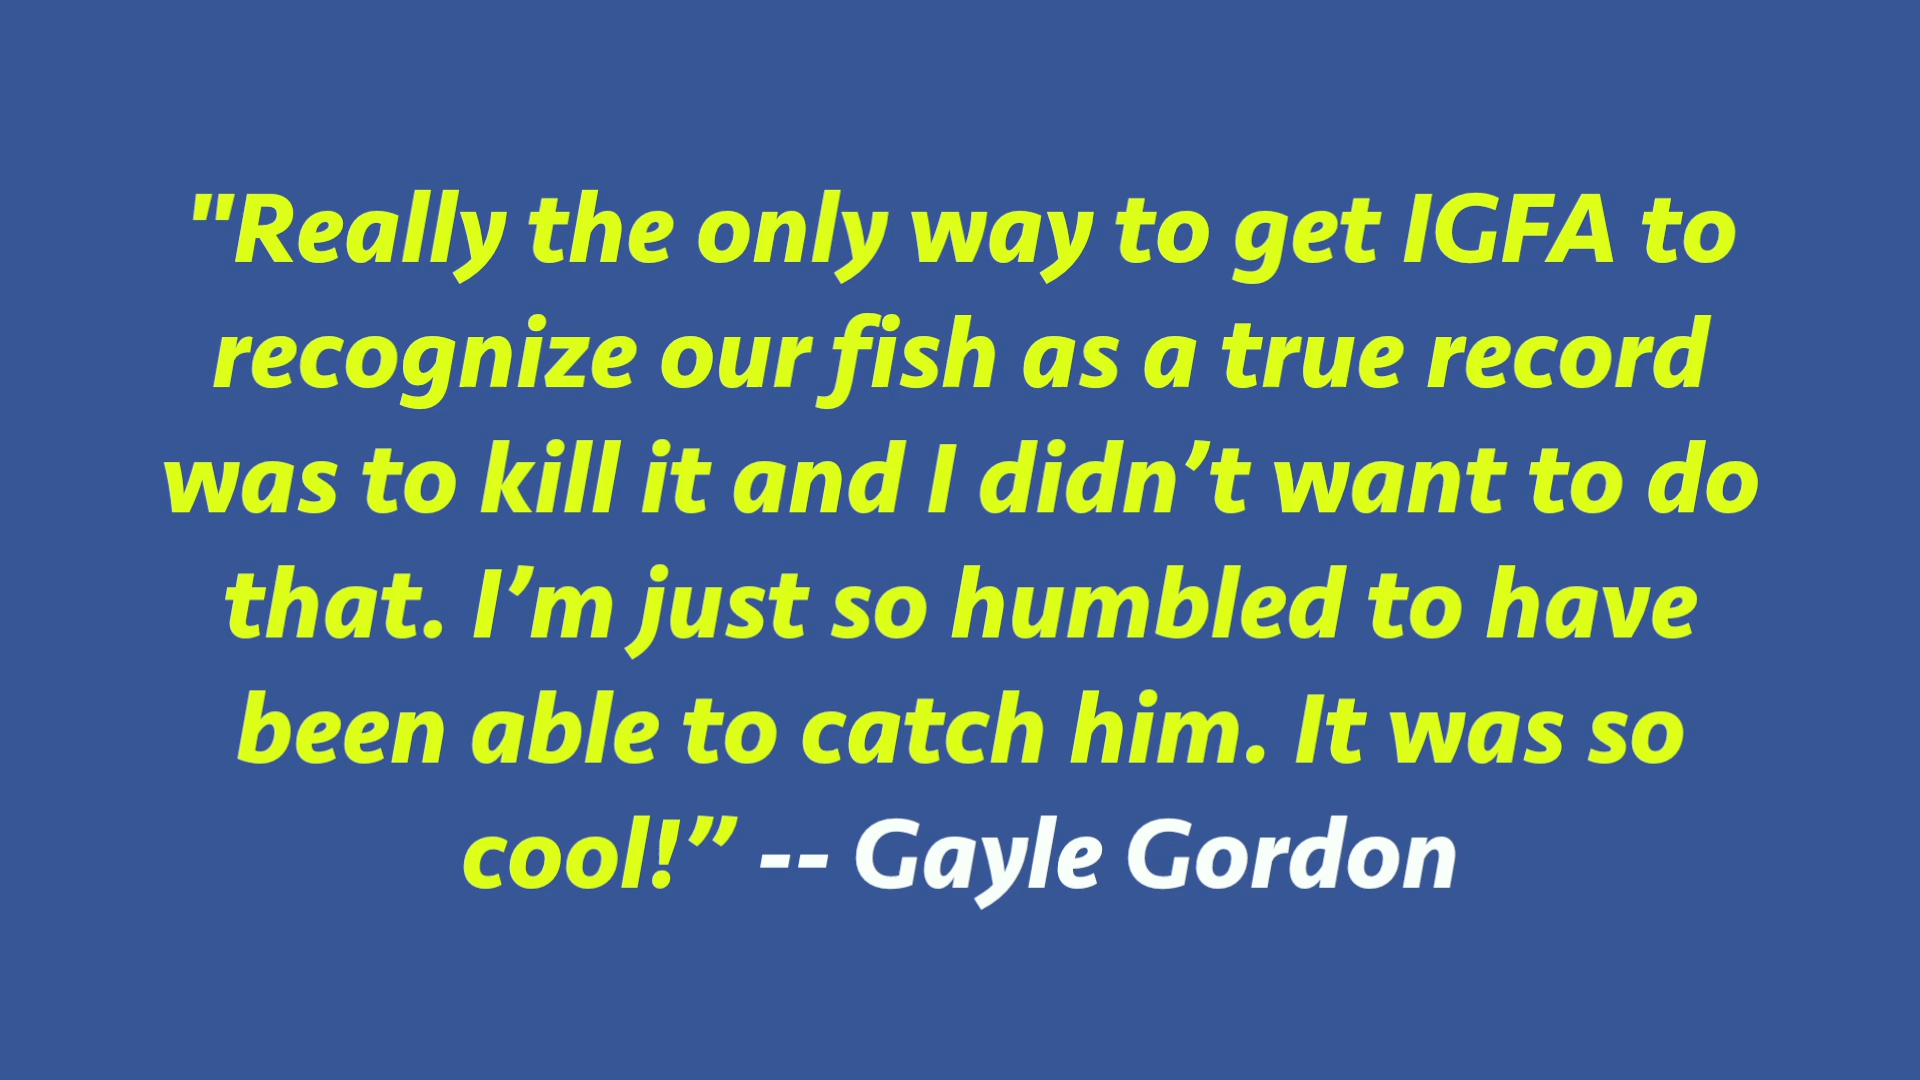 "Really the only way to get IGFA to
recognize our fish as a true record
was to kill it and I didn’t want to do
that. I’m just so humbled to have
been able to catch him. It was so
cool!” -- Gayle Gordon